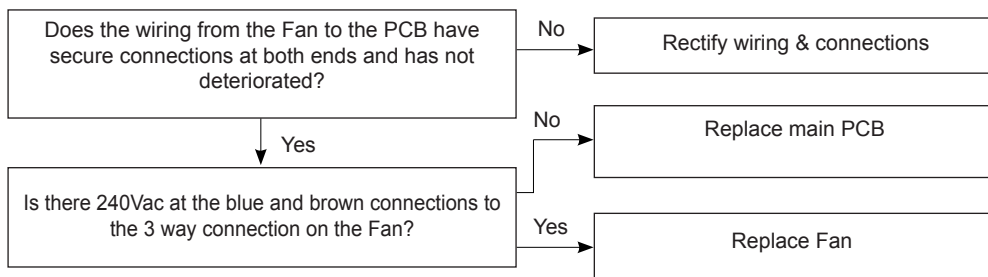 Does the wiring from the Fan to the PCB have
secure connections at both ends and has not
deteriorated?
No
Rectify wiring & connections
Yes
No
Replace main PCB
Is there 240Vac at the blue and brown connections to
the 3 way connection on the Fan?
Yes
Replace Fan